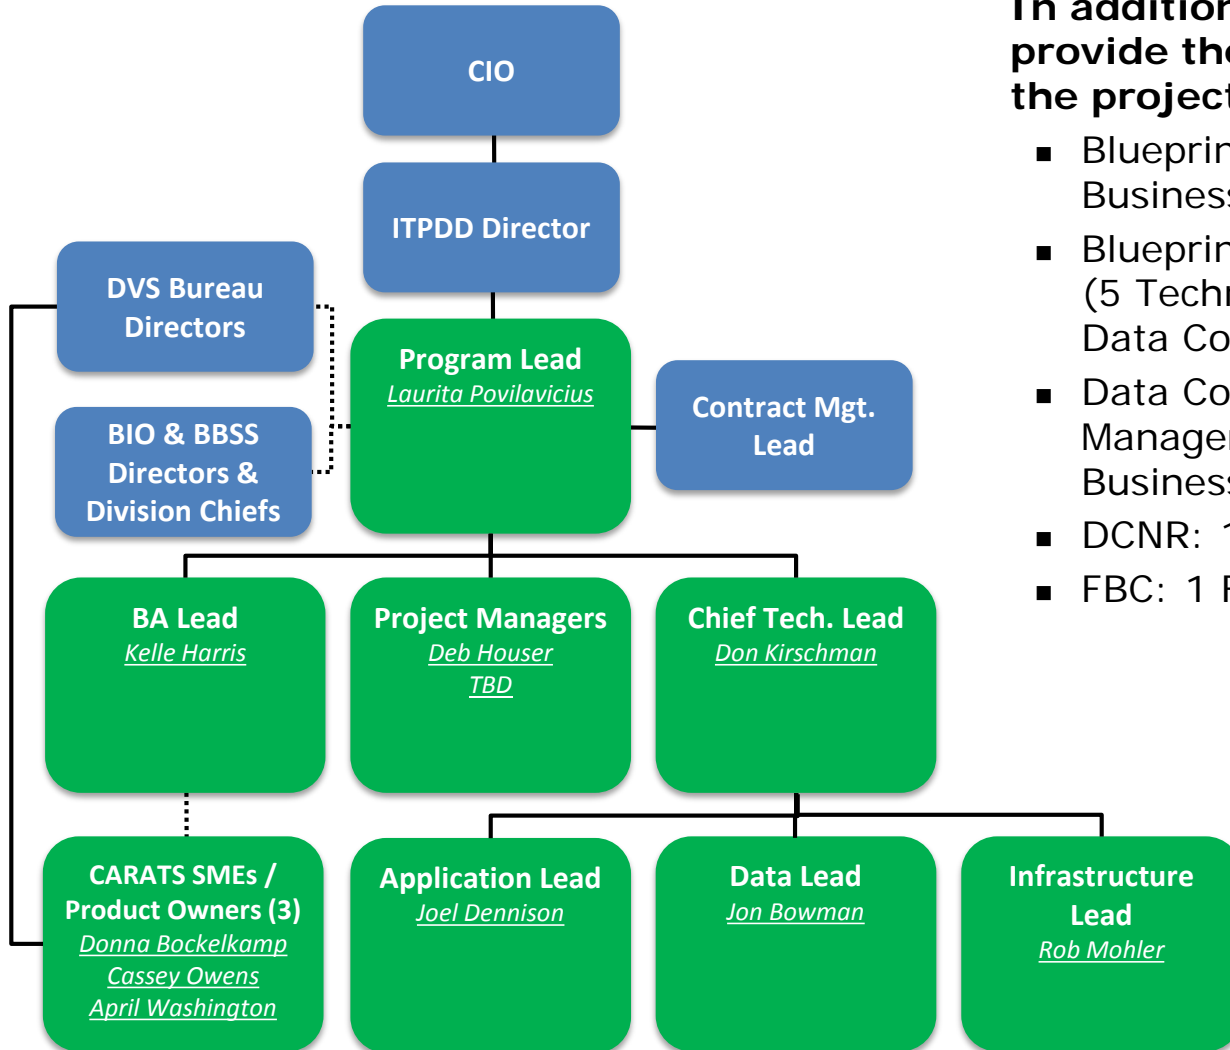 CIO
ITPDD Director
DVS Bureau
Directors
Program Lead
Laurita Povilavicius
Contract Mgt.
Lead
BIO & BBSS
Directors &
Division Chiefs
BA Lead
Kelle Harris
Project Managers
Deb Houser
TBD
Chief Tech. Lead
Don Kirschman
CARATS SMEs /
Product Owners (3)
Donna Bockelkamp
Cassey Owens
April Washington
Application Lead
Joel Dennison
Data Lead
Jon Bowman
Infrastructure
Lead
Rob Mohler
In addition
provide the
the project
■ Blueprin
Business
■ Blueprin
(5 Techn
Data Co
■ Data Co
Manager
Business
■ DCNR: 1
■ FBC: 1